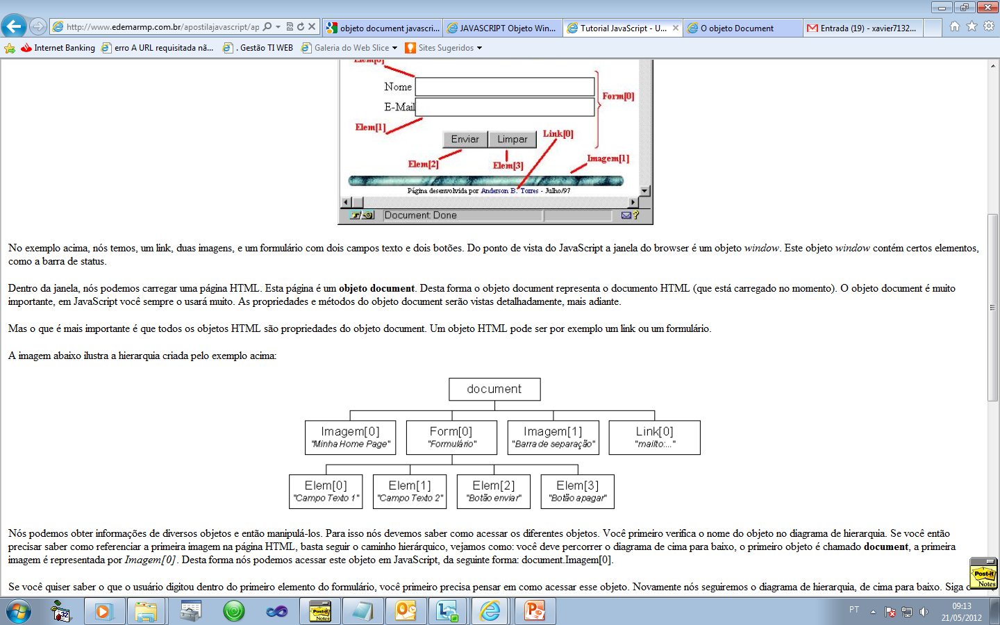 http://www.edemarmp.com.br/apostilajavascript/ap
objeto document javascri...
JAVASCRIPT Objeto Win...
Tutorial JavaScript - U...
O objeto Document
Entrada (19) - xavier7132...
Internet Banking
erro A URL requisitada nã...
. Gestão TI WEB
Galeria do Web Slice
Sites Sugeridos
Nome
Form[0]
E-Mail
Elem[1]
Link[0]
Enviar
Limpar
Imagem[1]
Elem[2]
Elem[3]
Página desenvolvida por Anderson B. Torres - Julho/97
Document: Done
No exemplo acima, nós temos, um link, duas imagens, e um formulário com dois campos texto e dois botões. Do ponto de vista do JavaScript a janela do browser é um objeto window. Este objeto window contém certos elementos,
como a barra de status.
Dentro da janela, nós podemos carregar uma página HTML. Esta página é um objeto document. Desta forma o objeto document representa o documento HTML (que está carregado no momento). O objeto document é muito
importante, em JavaScript você sempre o usará muito. As propriedades e métodos do objeto document serão vistas detalhadamente, mais adiante.
Mas o que é mais importante é que todos os objetos HTML são propriedades do objeto document. Um objeto HTML pode ser por exemplo um link ou um formulário.
A imagem abaixo ilustra a hierarquia criada pelo exemplo acima:
document
Imagem[0]
"Minha Home Page"
Form[0]
"Formulário"
Imagem[1]
"Barra de separação"
Link[0]
"mailto:..."
Elem[0]
"Campo Texto 1"
Elem[1]
"Campo Texto 2"
Elem[2]
"Botão enviar"
Elem[3]
"Botão apagar"
Nós podemos obter informações de diversos objetos e então manipulá-los. Para isso nós devemos saber como acessar os diferentes objetos. Você primeiro verifica o nome do objeto no diagrama de hierarquia. Se você então
precisar saber como referenciar a primeira imagem na página HTML, basta seguir o caminho hierárquico, vejamos como: você deve percorrer o diagrama de cima para baixo, o primeiro objeto é chamado document, a primeira
imagem é representada por Imagem[0]. Desta forma nós podemos acessar este objeto em JavaScript, da seguinte forma: document.Imagem[0].
Se você quiser saber o que o usuário digitou dentro do primeiro elemento do formulário, você primeiro precisa pensar em como acessar esse objeto. Novamente nós seguiremos o diagrama de hierarquia, de cima para baixo. Siga
Post-it
Notes
32
Post-it
Notes
PT
09:13
21/05/2012